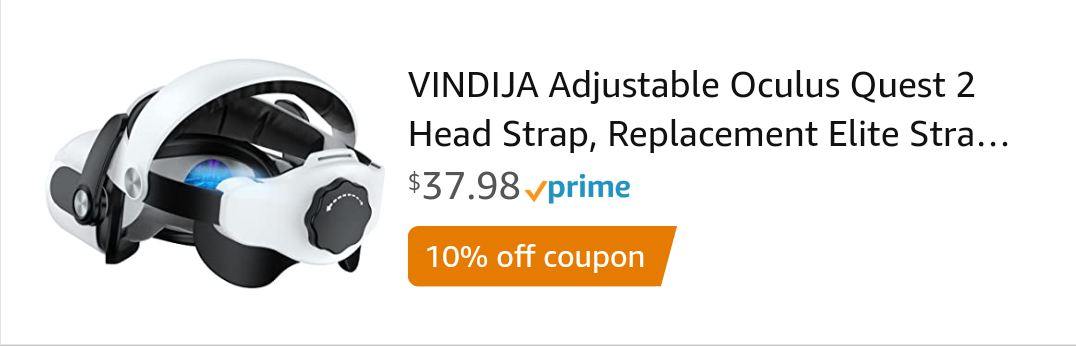 VINDIJA Adjustable Oculus Quest 2
Head Strap, Replacement Elite Stra...
$37.98 prime
10% off coupon